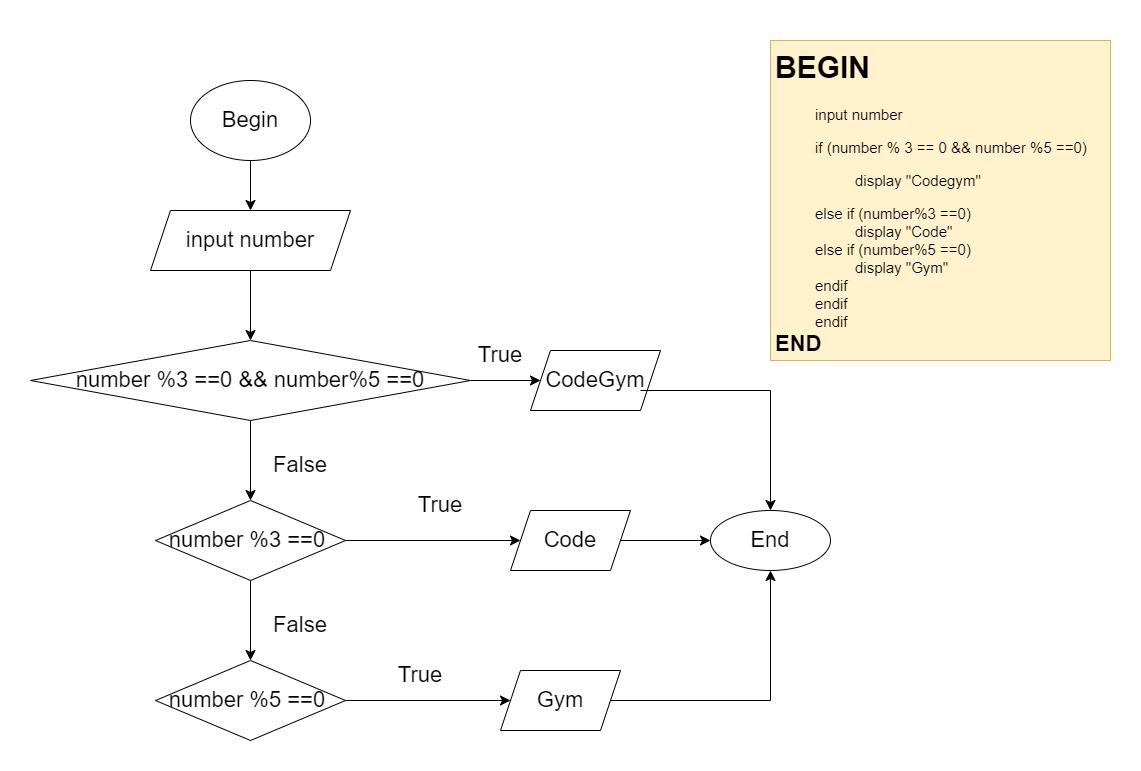 Begin
input number
number %3 ==0 && number%5 ==0
True
CodeGym
False
number %3 ==0
True
Code
End
False
number %5 ==0
True
Gym
BEGIN
input number
if (number % 3 == 0 && number %5 ==0)
display "Codegym"
else if (number%3 ==0)
display "Code"
else if (number%5 ==0)
display "Gym"
endif
endif
endif
END